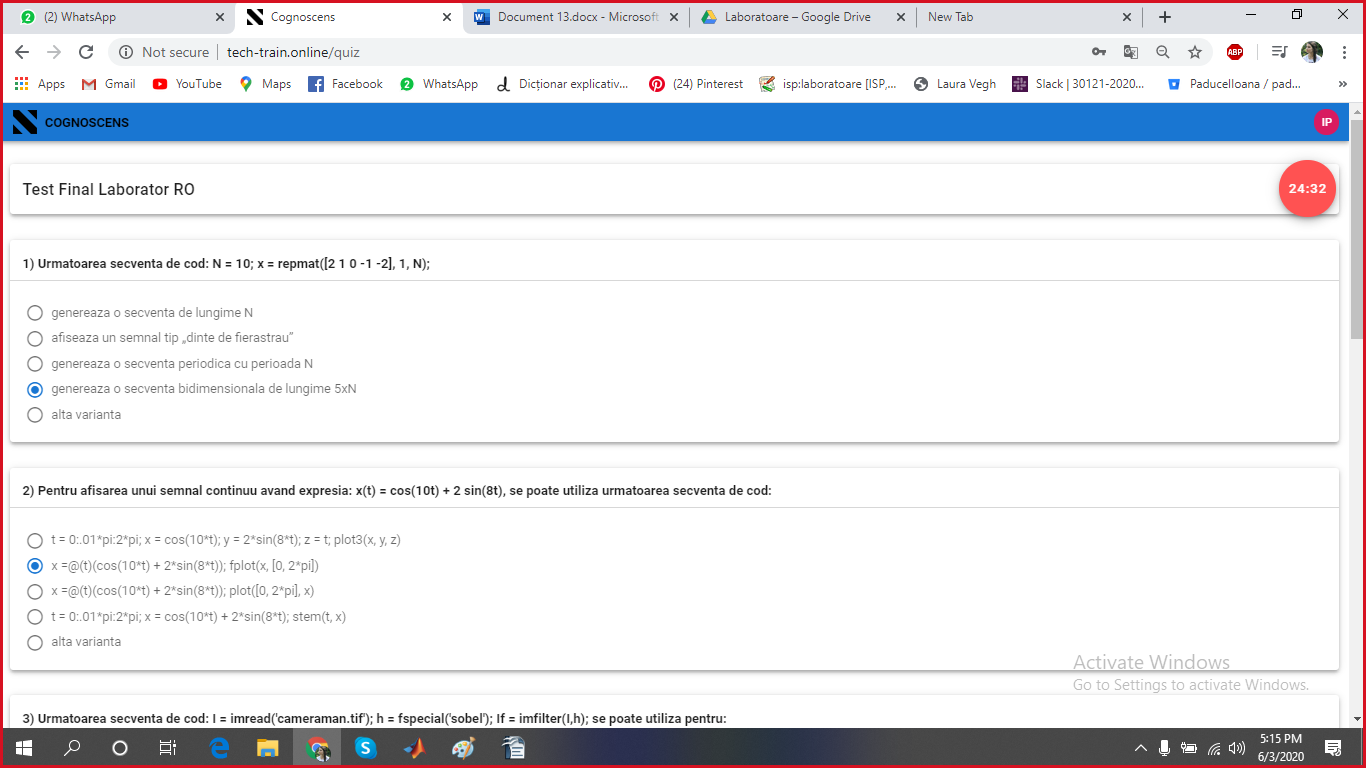 (2) WhatsApp
Cognoscens
Document 13.docx - Microsoft
Laboratoare – Google Drive
New Tab
Not secure
tech-train.online/quiz
ABP
Apps
Gmail
YouTube
Maps
Facebook
WhatsApp
Dicționar explicativ...
(24) Pinterest
isp:laboratoare [ISP,...
Laura Vegh
Slack | 30121-2020...
Paducelloana / pad...
»
COGNOSCENS
IP
Test Final Laborator RO
24:32
1) Urmatoarea secventa de cod: N = 10; x = repmat([2 1 0 -1 -2], 1, N);
genereaza o secventa de lungime N
afiseaza un semnal tip „dinte de fierastrau”
genereaza o secventa periodica cu perioada N
genereaza o secventa bidimensionala de lungime 5xN
alta varianta
2) Pentru afisarea unui semnal continuu avand expresia: x(t) = cos(10t) + 2 sin(8t), se poate utiliza urmatoarea secventa de cod:
t = 0:.01*pi:2*pi; x = cos(10*t); y = 2*sin(8*t); z = t; plot3(x, y, z)
x =@(t)(cos(10*t) + 2*sin(8*t)); fplot(x, [0, 2*pi])
x =@(t)(cos(10*t) + 2*sin(8*t)); plot([0, 2*pi], x)
t = 0:.01*pi:2*pi; x = cos(10*t) + 2*sin(8*t); stem(t, x)
alta varianta
Activate Windows
Go to Settings to activate Windows.
3) Urmatoarea secventa de cod: I = imread('cameraman.tif'); h = fspecial('sobel'); If = imfilter(I,h); se poate utiliza pentru:
5:15 PM
6/3/2020